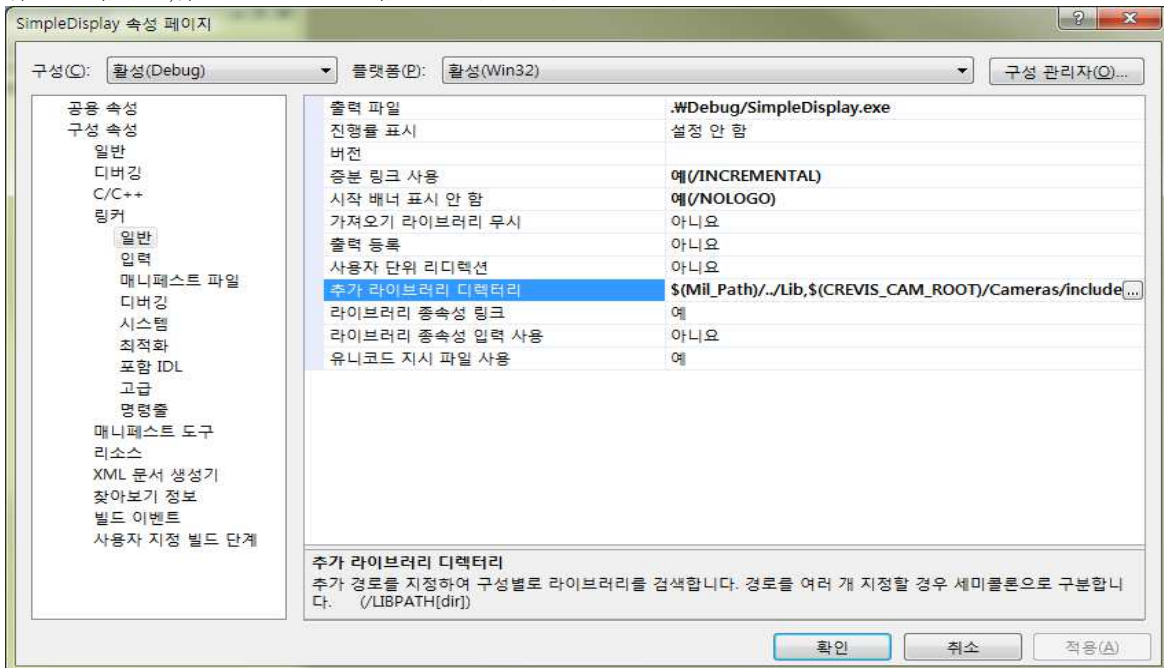 SimpleDisplay 속성 페이지
구성(C): 활성(Debug) 플랫폼(P): 활성(Win32) 구성 관리자(O)...
공용 속성
구성 속성
일반
디버깅
C/C++
링커
일반
입력
매니페스트 파일
디버깅
시스템
최적화
포함 IDL
고급
명령줄
매니페스트 도구
리소스
XML 문서 생성기
찾아보기 정보
빌드 이벤트
사용자 지정 빌드 단계
출력 파일 .₩Debug/SimpleDisplay.exe
진행률 표시 설정 안 함
버전
증분 링크 사용 예(/INCREMENTAL)
시작 배너 표시 안 함 예(/NOLOGO)
가져오기 라이브러리 무시 아니요
출력 등록 아니요
사용자 단위 리디렉션 아니요
추가 라이브러리 디렉터리 $(Mil_Path)/../Lib,$(CREVIS_CAM_ROOT)/Cameras/include ...
라이브러리 종속성 링크 예
라이브러리 종속성 입력 사용 아니요
유니코드 지시 파일 사용 예
추가 라이브러리 디렉터리
추가 경로를 지정하여 구성별로 라이브러리를 검색합니다. 경로를 여러 개 지정할 경우 세미콜론으로 구분합니
다. (/LIBPATH[dir])
확인 취소 적용(A)